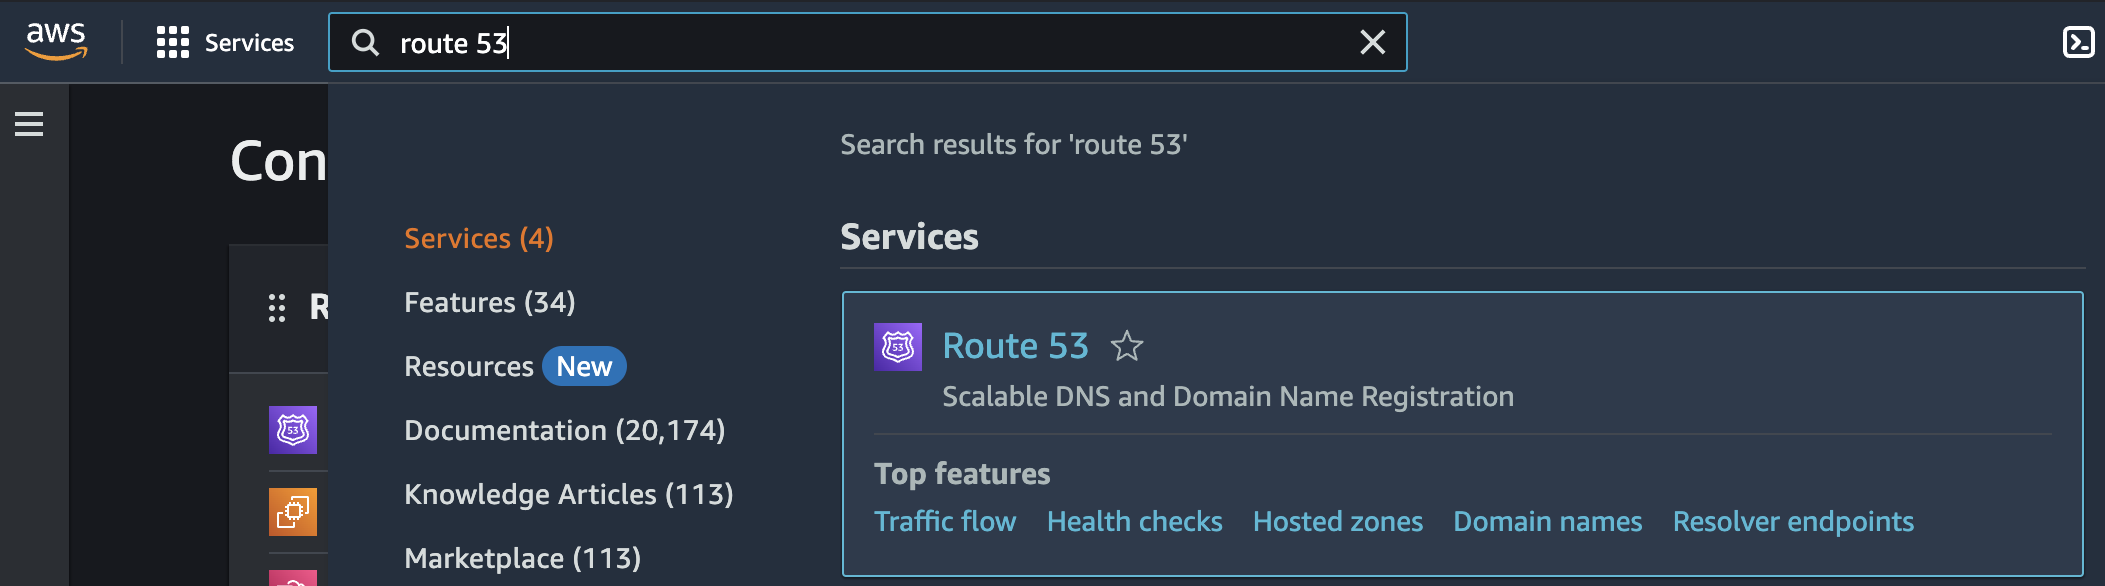 aws
Services
route 53
Con
Search results for 'route 53'
Services (4)
Features (34)
Resources New
Documentation (20,174)
Knowledge Articles (113)
Marketplace (113)
Services
Route 53
Scalable DNS and Domain Name Registration
Top features
Traffic flow Health checks Hosted zones Domain names Resolver endpoints
R
53
53